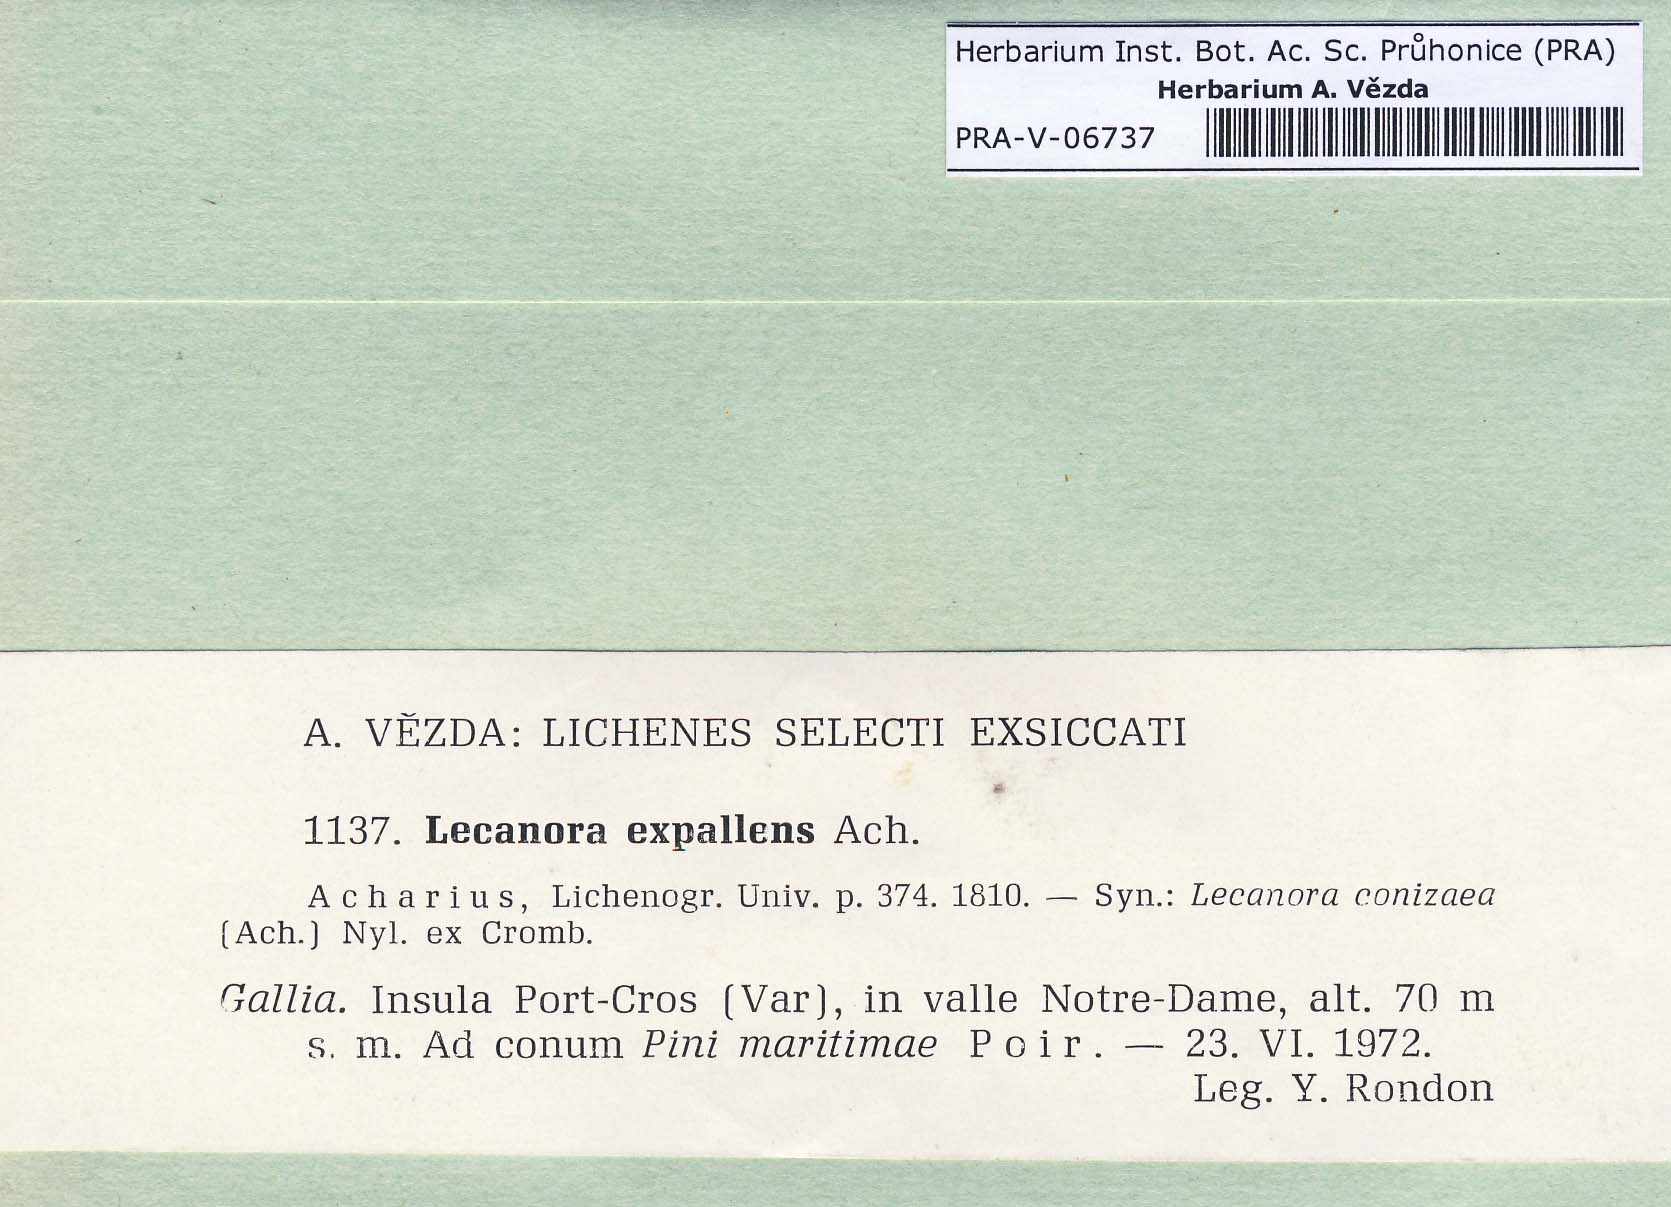 Herbarium Inst. Bot. Ac. Sc. Průhonice (PRA)
Herbarium A. Vězda
PRA-V-06737
A. VĚZDA: LICHENES SELECTI EXSICCATI
1137. Lecanora expallens Ach.
Acharius, Lichenogr. Univ. p. 374. 1810. — Syn.: Lecanora conizaea
(Ach.) Nyl. ex Cromb.
Gallia. Insula Port-Cros (Var), in valle Notre-Dame, alt. 70 m
s. m. Ad conum Pini maritimae Poir. — 23. VI. 1972.
Leg. Y. Rondon